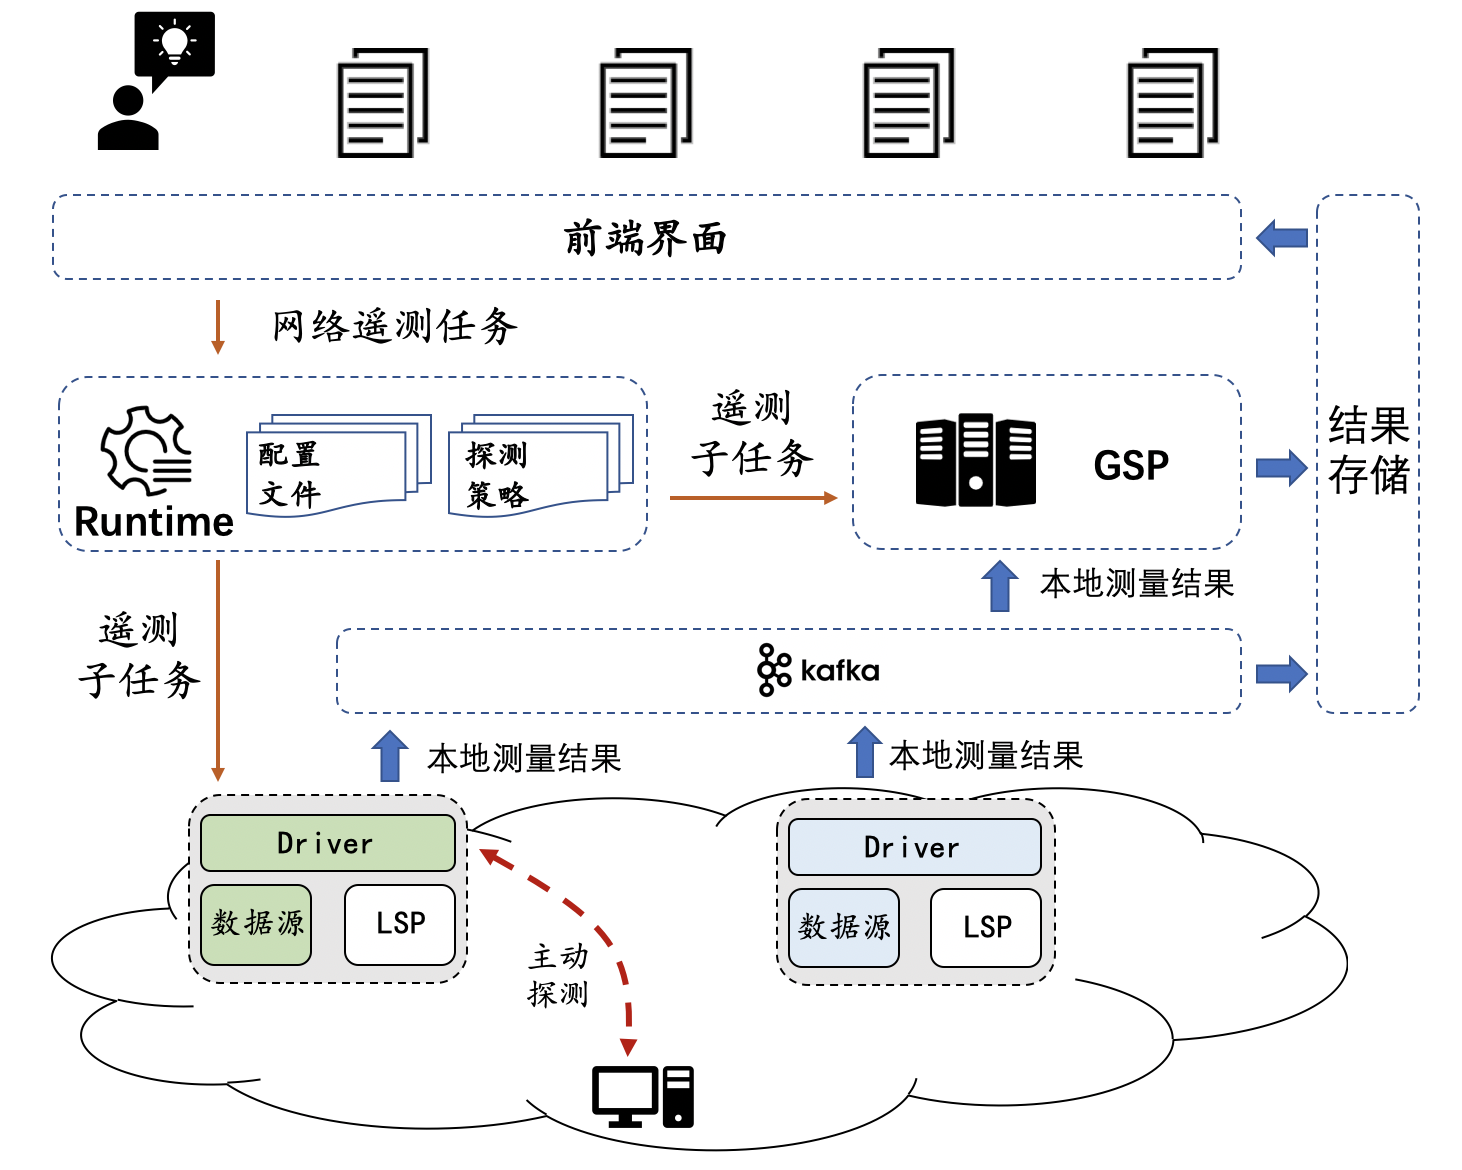 前端界面
网络遥测任务
配置
文件
探测
策略
Runtime
遥测
子任务
GSP
结果
存储
本地测量结果
遥测
子任务
kafka
本地测量结果
本地测量结果
Driver
数据源
LSP
主动
探测
Driver
数据源
LSP